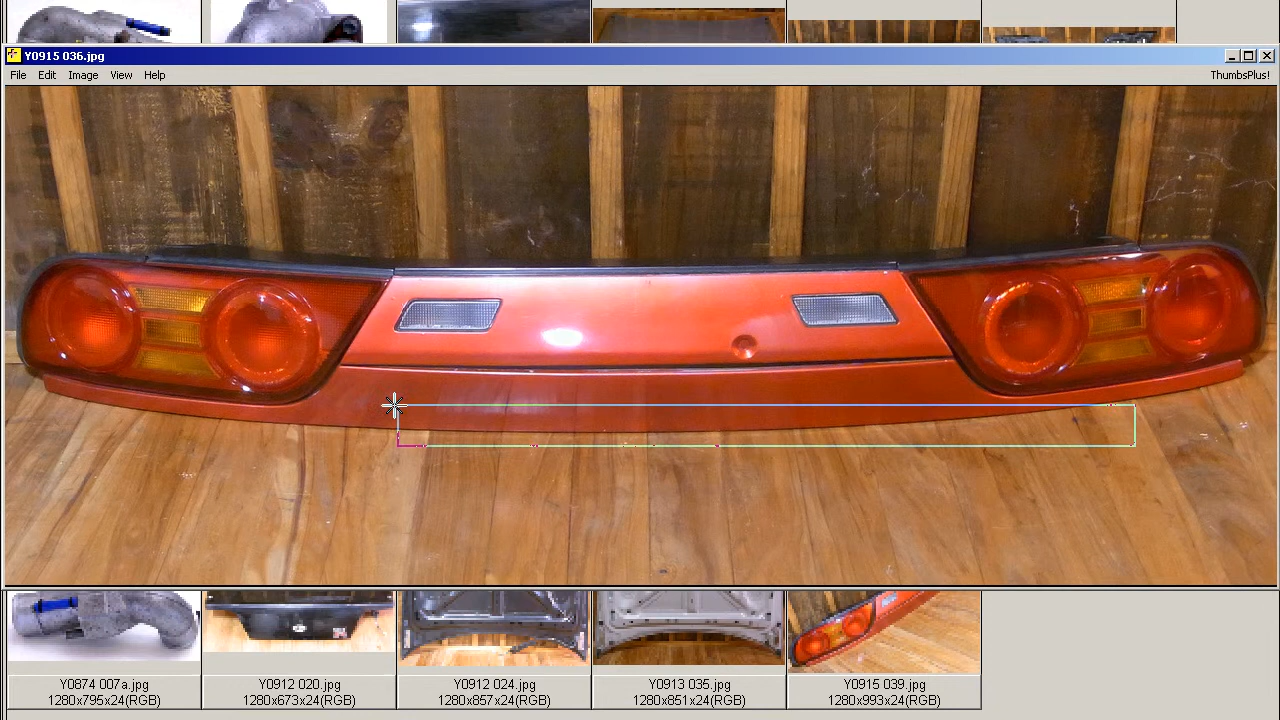 Y0915 036.jpg
File Edit Image View Help ThumbsPlus!
Y0874 007a.jpg Y0912 020.jpg Y0912 024.jpg Y0913 035.jpg Y0915 039.jpg
1280x795x24(RGB) 1280x673x24(RGB) 1280x857x24(RGB) 1280x851x24(RGB) 1280x993x24(RGB)